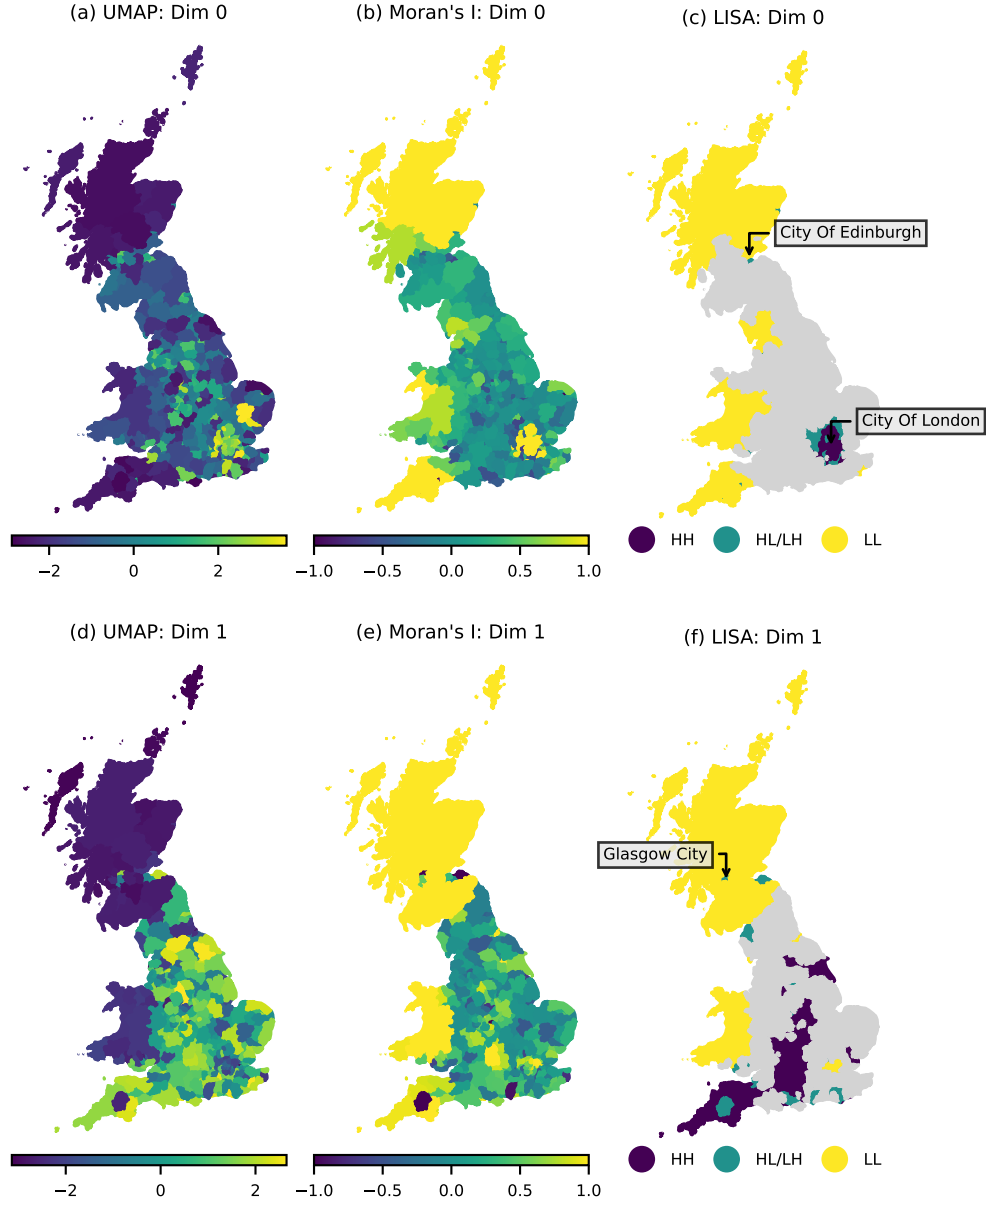 (a) UMAP: Dim 0
(b) Moran's I: Dim 0
(c) LISA: Dim 0
City Of Edinburgh
City Of London
−2 0 2
−1.0 −0.5 0.0 0.5 1.0
HH HL/LH LL
(d) UMAP: Dim 1
(e) Moran's I: Dim 1
(f) LISA: Dim 1
Glasgow City
−2 0 2
−1.0 −0.5 0.0 0.5 1.0
HH HL/LH LL